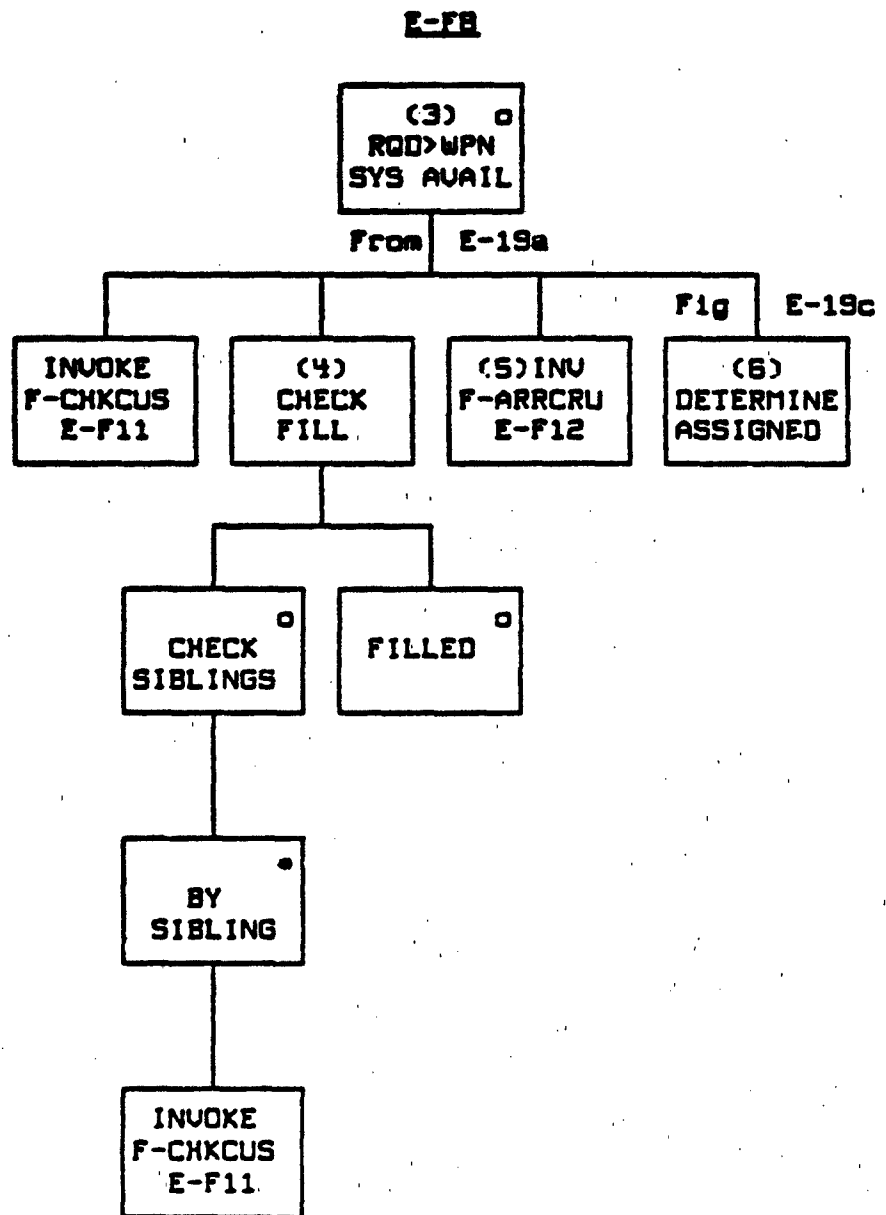 E-F8
(3) o
RQD>WPN
SYS AVAIL
From E-19a
Fig E-19c
INVOKE
F-CHKCUS
E-F11
(4)
CHECK
FILL
(5)INV
F-ARRCRU
E-F12
(6)
DETERMINE
ASSIGNED
o
CHECK
SIBLINGS
o
FILLED
*
BY
SIBLING
INVOKE
F-CHKCUS
E-F11